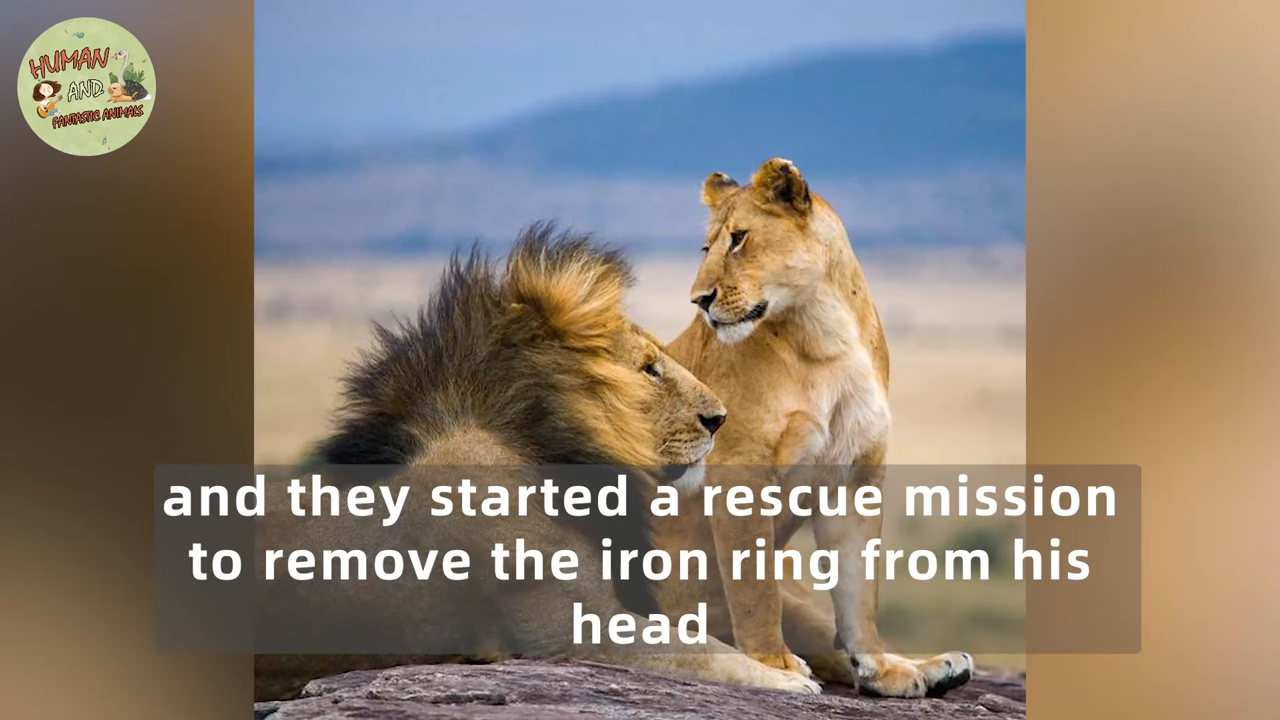 HUMAN
AND
FANTASTIC ANIMALS
and they started a rescue mission
to remove the iron ring from his
head